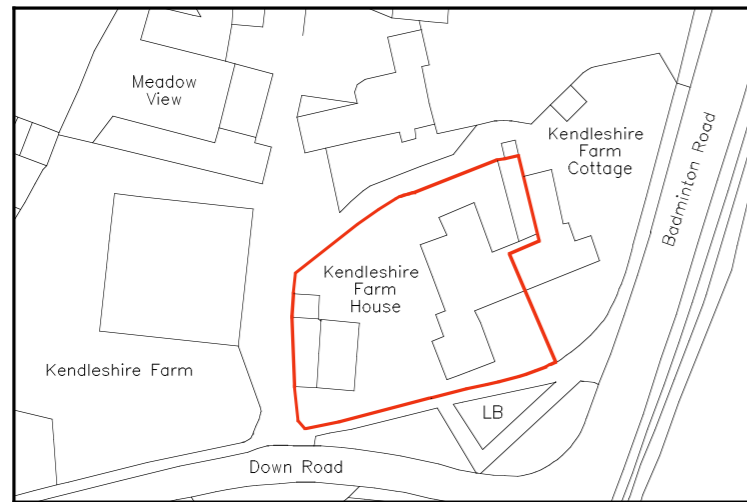 Meadow
View
Kendleshire
Farm
Cottage
Badminton Road
Kendleshire
Farm
House
Kendleshire Farm
LB
Down Road